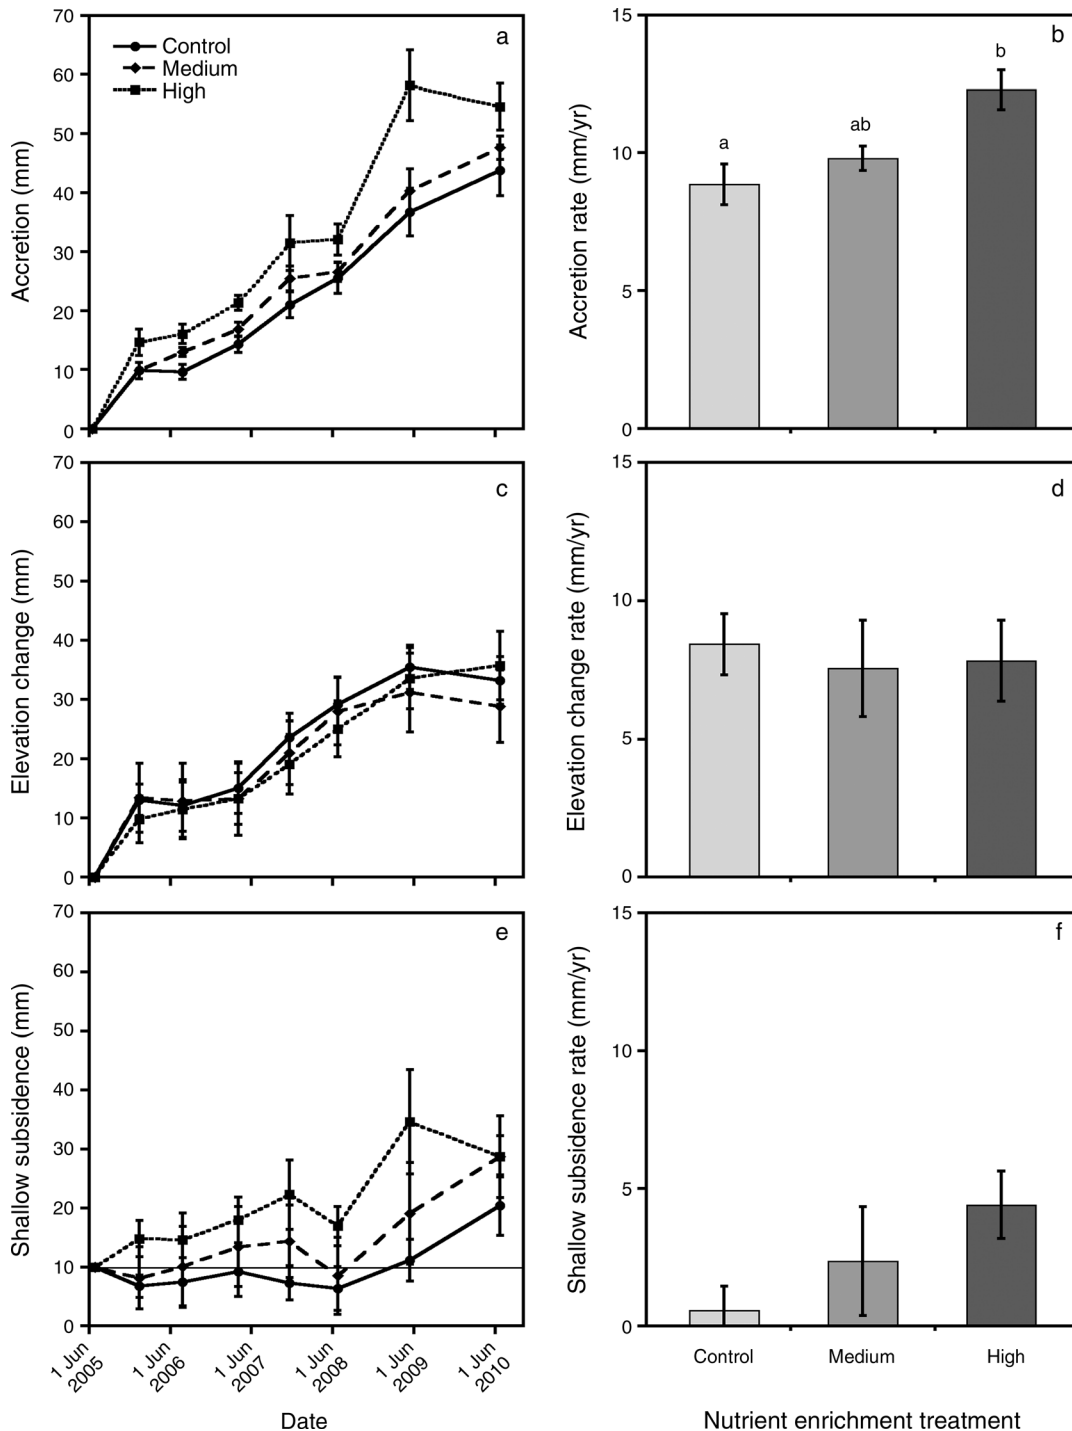 a
Control
Medium
High
Accretion (mm)
70
60
50
40
30
20
10
0
b
Accretion rate (mm/yr)
15
10
5
0
a
ab
b
c
Elevation change (mm)
70
60
50
40
30
20
10
0
d
Elevation change rate (mm/yr)
15
10
5
0
e
Shallow subsidence (mm)
70
60
50
40
30
20
10
10
0
1 Jun
2005
1 Jun
2006
1 Jun
2007
1 Jun
2008
1 Jun
2009
1 Jun
2010
Date
f
Shallow subsidence rate (mm/yr)
15
10
5
0
Control
Medium
High
Nutrient enrichment treatment